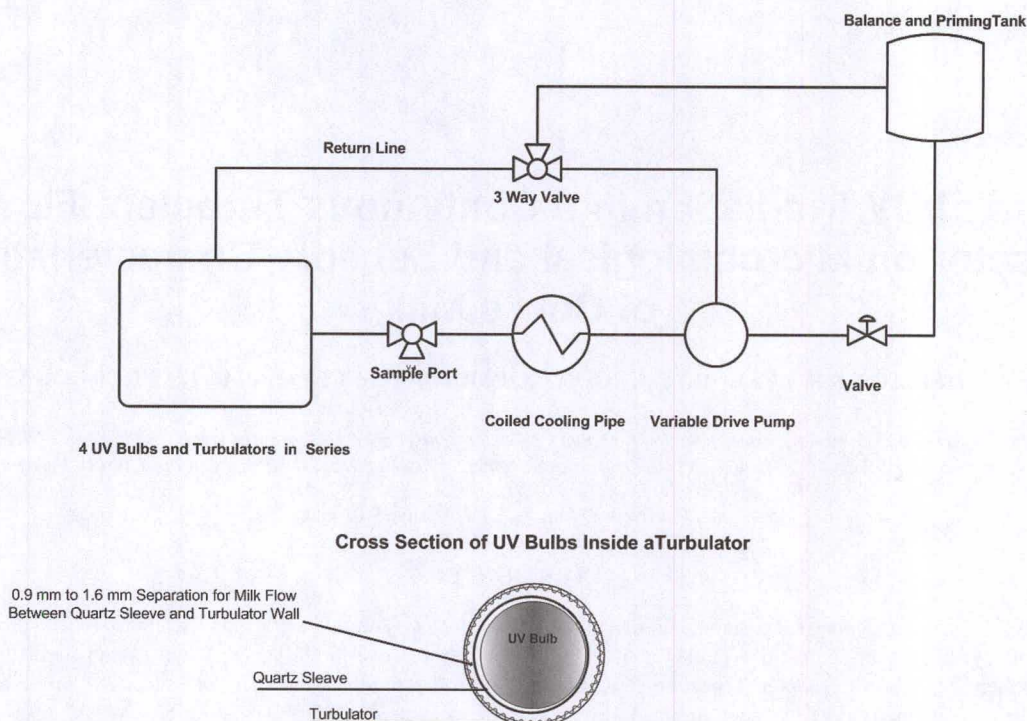 Balance and PrimingTank
Return Line
3 Way Valve
Sample Port
Valve
Coiled Cooling Pipe
Variable Drive Pump
4 UV Bulbs and Turbulators in Series
Cross Section of UV Bulbs Inside aTurbulator
0.9 mm to 1.6 mm Separation for Milk Flow
Between Quartz Sleeve and Turbulator Wall
UV Bulb
Quartz Sleave
Turbulator